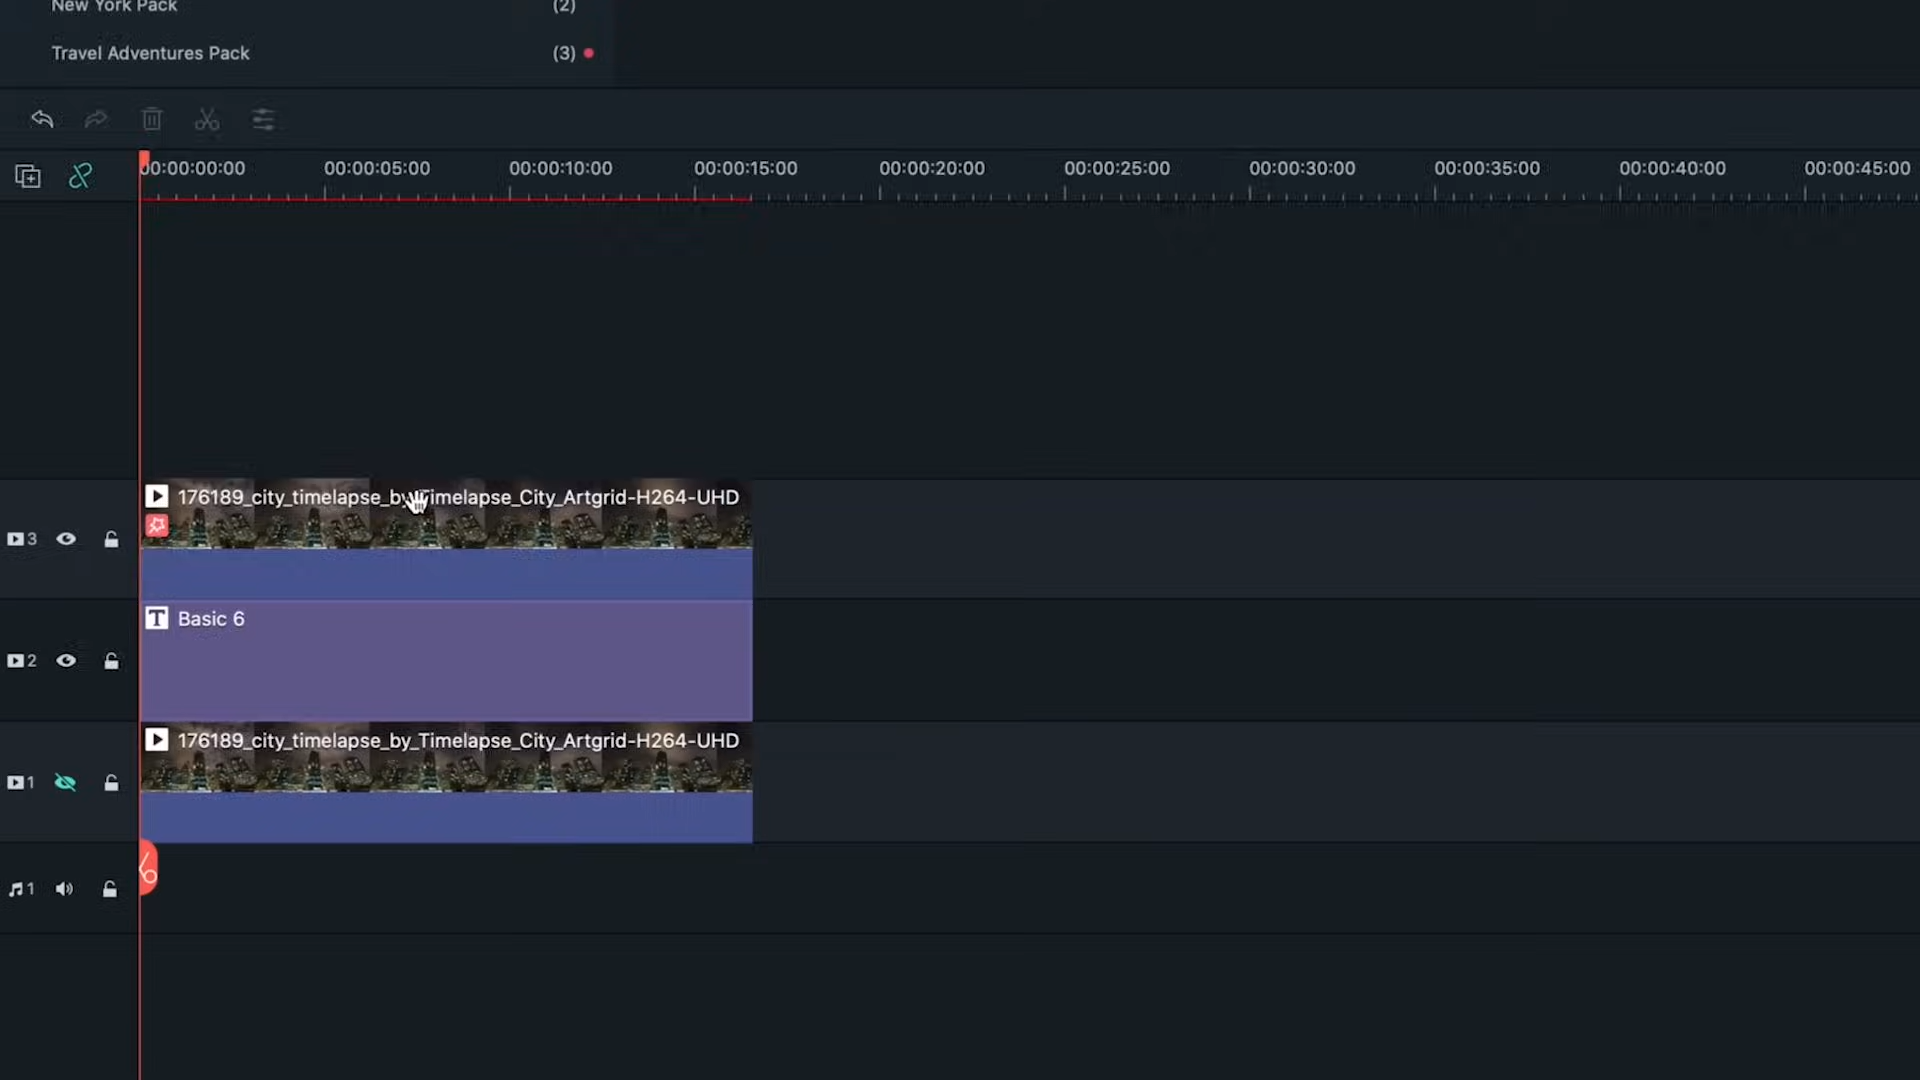 New York Pack (2)
Travel Adventures Pack (3)
00:00:00:00 00:00:05:00 00:00:10:00 00:00:15:00 00:00:20:00 00:00:25:00 00:00:30:00 00:00:35:00 00:00:40:00 00:00:45:00
176189_city_timelapse_by_Timelapse_City_Artgrid-H264-UHD
3
T Basic 6
2
176189_city_timelapse_by_Timelapse_City_Artgrid-H264-UHD
1
1